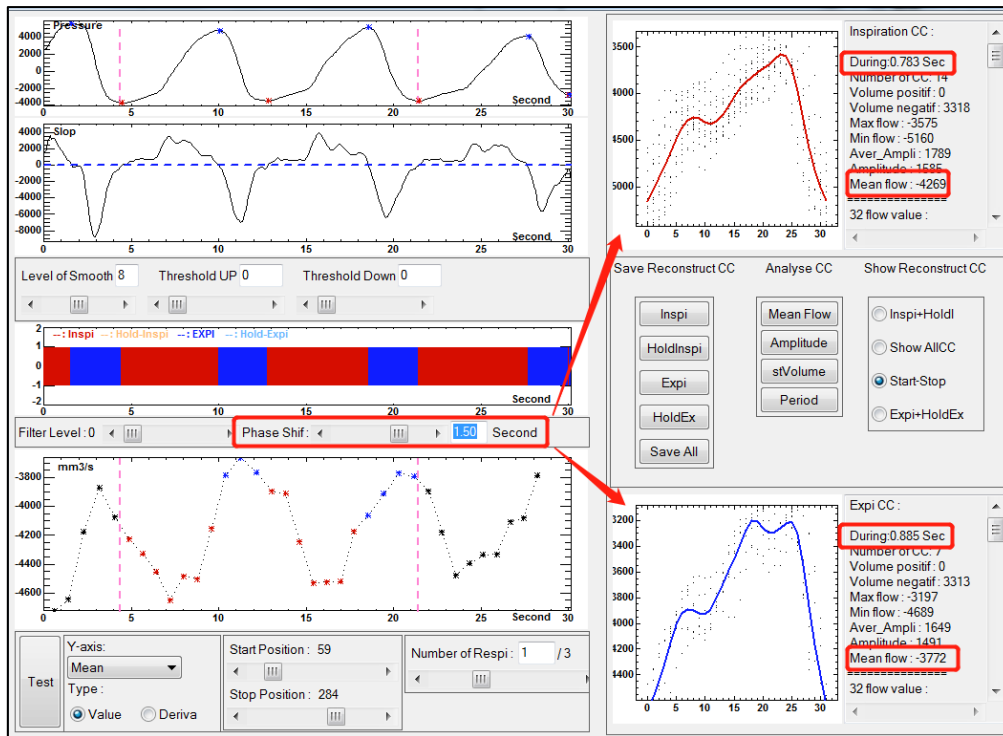 Pressure
4000
2000
0
-2000
-4000
0 5 10 15 20 25 30
Second
Slop
4000
2000
0
-2000
-4000
-6000
-8000
0 5 10 15 20 25 30
Second
Level of Smooth 8 Threshold UP 0 Threshold Down 0
--: Inspi --: Hold-Inspi --: EXPI --: Hold-Expi
2
1
0
-1
-2
0 5 10 15 20 25 30
Second
Filter Level : 0 Phase Shif : 1.50 Second
mm3/s
-3800
-4000
-4200
-4400
-4600
0 5 10 15 20 25 30
Second
Test
Y-axis:
Mean
Type :
Value Deriva
Start Position : 59
Stop Position : 284
Number of Respi : 1 / 3
3500
4000
4500
5000
0 5 10 15 20 25 30
Inspiration CC :
During:0.783 Sec
Number of CC: 14
Volume positif : 0
Volume negatif : 3318
Max flow : -3575
Min flow : -5160
Aver_Ampli : 1789
Amplitude : 1585
Mean flow : -4269
===============
32 flow value :
Save Reconstruct CC Analyse CC Show Reconstruct CC
Inspi
HoldInspi
Expi
HoldEx
Save All
Mean Flow
Amplitude
stVolume
Period
Inspi+HoldI
Show AllCC
Start-Stop
Expi+HoldEx
3200
3400
3600
3800
4000
4200
4400
0 5 10 15 20 25 30
Expi CC :
During:0.885 Sec
Number of CC: 7
Volume positif : 0
Volume negatif : 3313
Max flow : -3197
Min flow : -4689
Aver_Ampli : 1649
Amplitude : 1491
Mean flow : -3772
===============
32 flow value :